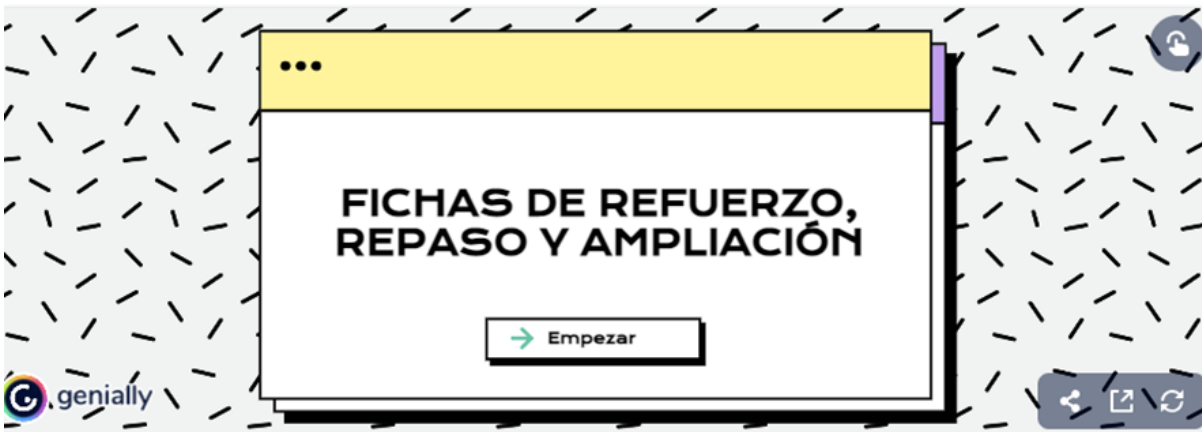 FICHAS DE REFUERZO,
REPASO Y AMPLIACIÓN
Empezar
genially